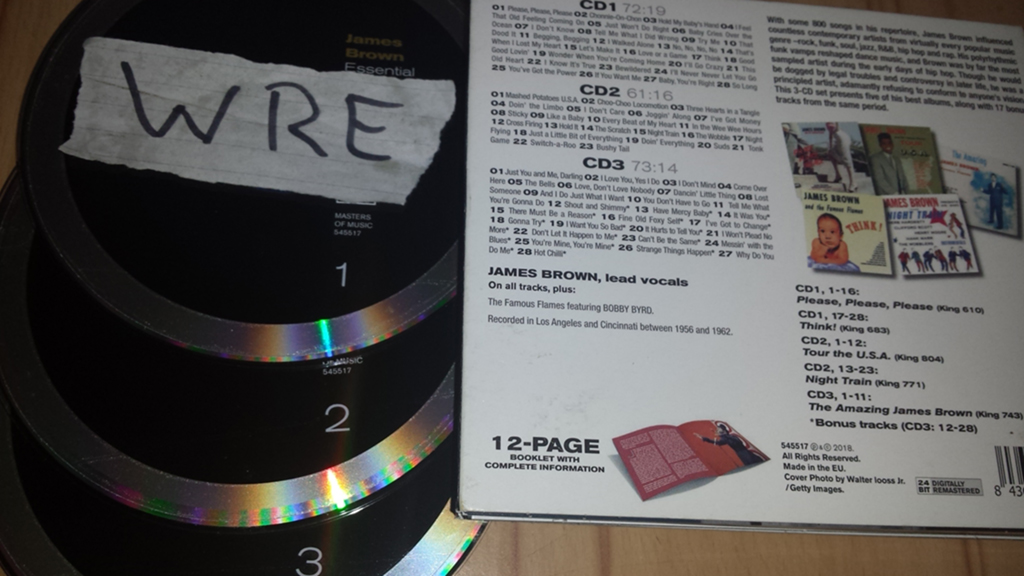 James
Brown
Essential
WRE
MASTERS
OF MUSIC
545517
1
OF MUSIC
545517
2
3
CD1 72:19
01 Please, Please, Please 02 Chonnie-On-Chon 03 Hold My Baby's Hand 04 I Feel
That Old Feeling Coming On 05 Just Won't Do Right 06 Baby Cries Over the
Ocean 07 I Don't Know 08 Tell Me What I Did Wrong 09 Try Me 10 That
Dood It 11 Begging, Begging 12 I Walked Alone 13 No, No, No, No 14 That's
When I Lost My Heart 15 Let's Make It 16 Love or a Game 17 Think 18 Good
Good Lovin' 19 Wonder When You're Coming Home 20 I'll Go Crazy 21 This
Old Heart 22 I Know It's True 23 Bewildered 24 I'll Never Never Let You Go
25 You've Got the Power 26 If You Want Me 27 Baby, You're Right 28 So Long
CD2 61:16
01 Mashed Potatoes U.S.A. 02 Choo-Choo Locomotion 03 Three Hearts in a Tangle
04 Doin' the Limbo 05 I Don't Care 06 Joggin' Along 07 I've Got Money
08 Sticky 09 Like a Baby 10 Every Beat of My Heart 11 In the Wee Wee Hours
12 Cross Firing 13 Hold It 14 The Scratch 15 Night Train 16 The Wobble 17 Night
Flying 18 Just a Little Bit of Everything 19 Doin' Everything 20 Suds 21 Tonk
Game 22 Switch-a-Roo 23 Bushy Tail
CD3 73:14
01 Just You and Me, Darling 02 I Love You, Yes I Do 03 I Don't Mind 04 Come Over
Here 05 The Bells 06 Love, Don't Love Nobody 07 Dancin' Little Thing 08 Lost
Someone 09 And I Do Just What I Want 10 You Don't Have to Go 11 Tell Me What
You're Gonna Do 12 Shout and Shimmy* 13 Have Mercy Baby* 14 It Was You*
15 There Must Be a Reason* 16 Fine Old Foxy Self* 17 I've Got to Change*
18 Gonna Try* 19 I Want You So Bad* 20 It Hurts to Tell You* 21 I Won't Plead No
More* 22 Don't Let It Happen to Me* 23 Can't Be the Same* 24 Messin' with the
Blues* 25 You're Mine, You're Mine* 26 Strange Things Happen* 27 Why Do You
Do Me* 28 Hot Chilli*
JAMES BROWN, lead vocals
On all tracks, plus:
The Famous Flames featuring BOBBY BYRD.
Recorded in Los Angeles and Cincinnati between 1956 and 1962.
12-PAGE
BOOKLET WITH
COMPLETE INFORMATION
With some 800 songs in his repertoire, James Brown influenced
countless contemporary artists from virtually every popular music
genre –rock, funk, soul, jazz, R&B, hip hop and rap. His polyrhythmic
funk vamps reshaped dance music, and furthermore he was by far the most
sampled artist during the early days of hip hop. Though he would
be dogged by legal troubles and controversy later in life, he was a
principled artist, adamantly refusing to conform to anyone's vision.
This 3-CD set presents five of his best albums, along with 17 bonus
tracks from the same period.
The Amazing
JAMES BROWN
and the Famous Flames
THINK!
JAMES BROWN
NIGHT TRAIN
CD1, 1-16:
Please, Please, Please (King 610)
CD1, 17-28:
Think! (King 683)
CD2, 1-12:
Tour the U.S.A. (King 804)
CD2, 13-23:
Night Train (King 771)
CD3, 1-11:
The Amazing James Brown (King 743)
*Bonus tracks (CD3: 12-28)
545517 ℗&© 2018.
All Rights Reserved.
Made in the EU.
Cover Photo by Walter Iooss Jr.
/Getty Images.
24 DIGITALLY
BIT REMASTERED
8 436